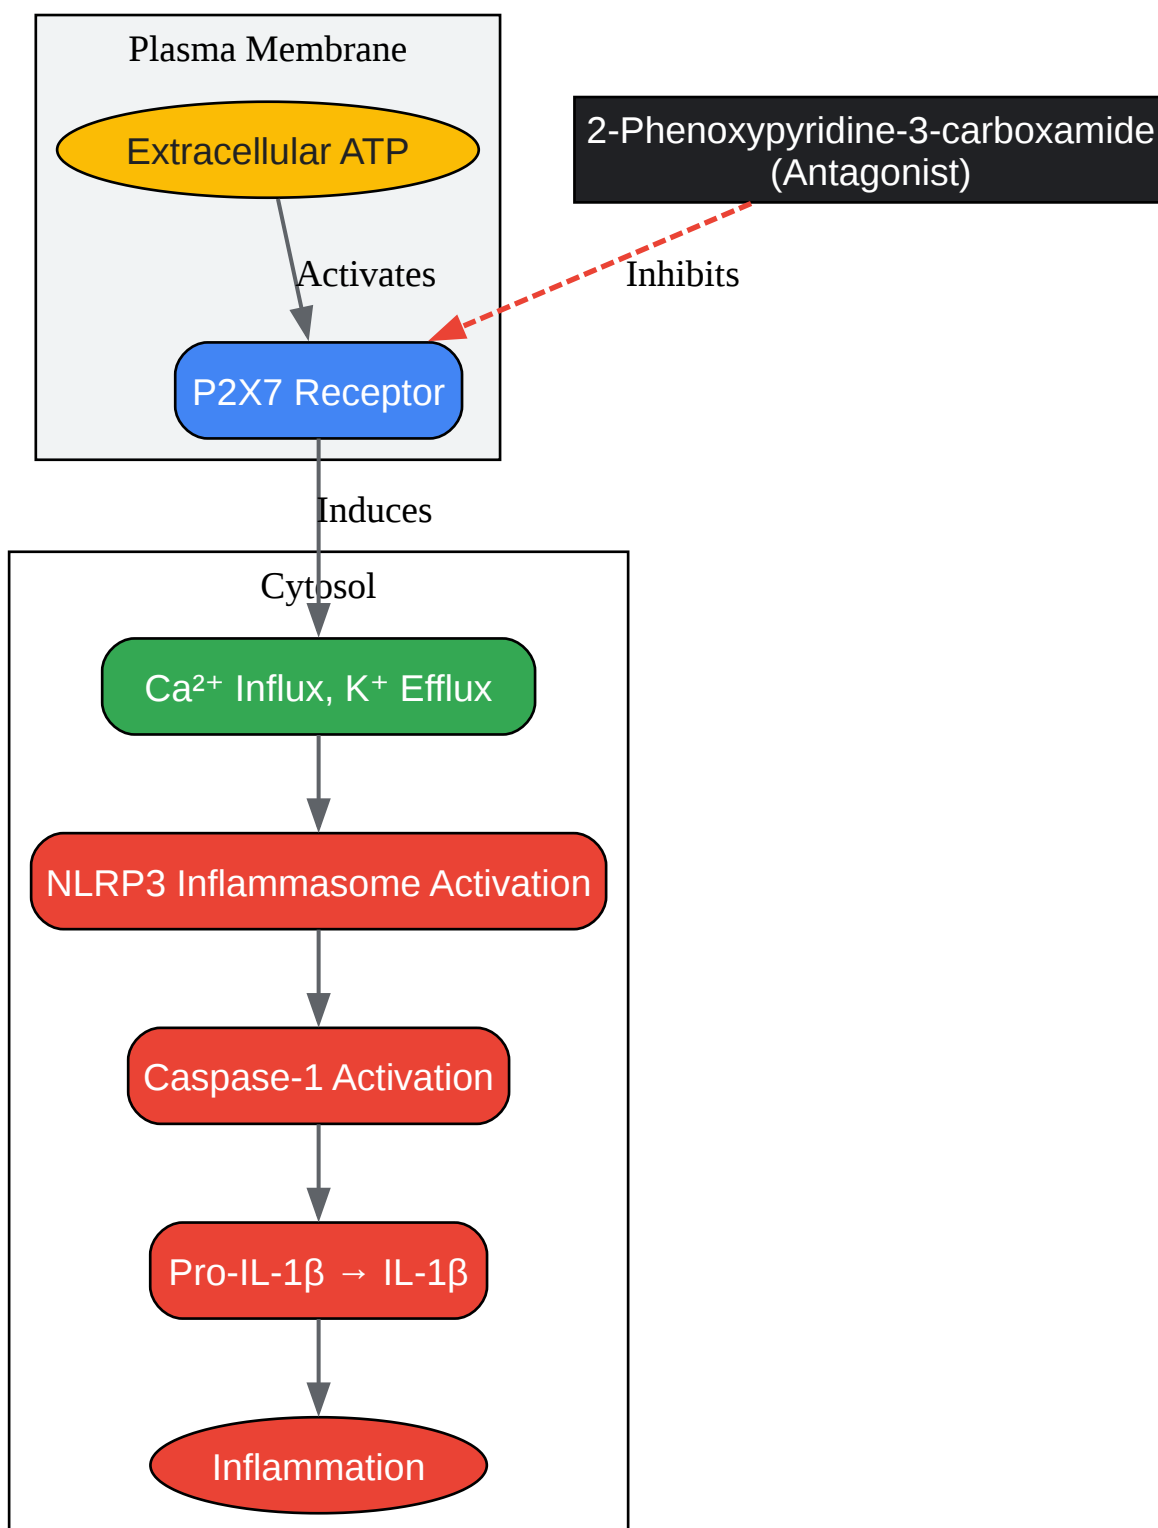 Plasma Membrane
Extracellular ATP
2-Phenoxypyridine-3-carboxamide
(Antagonist)
Activates
Inhibits
P2X7 Receptor
Induces
Cytosol
Ca²⁺ Influx, K⁺ Efflux
NLRP3 Inflammasome Activation
Caspase-1 Activation
Pro-IL-1β → IL-1β
Inflammation